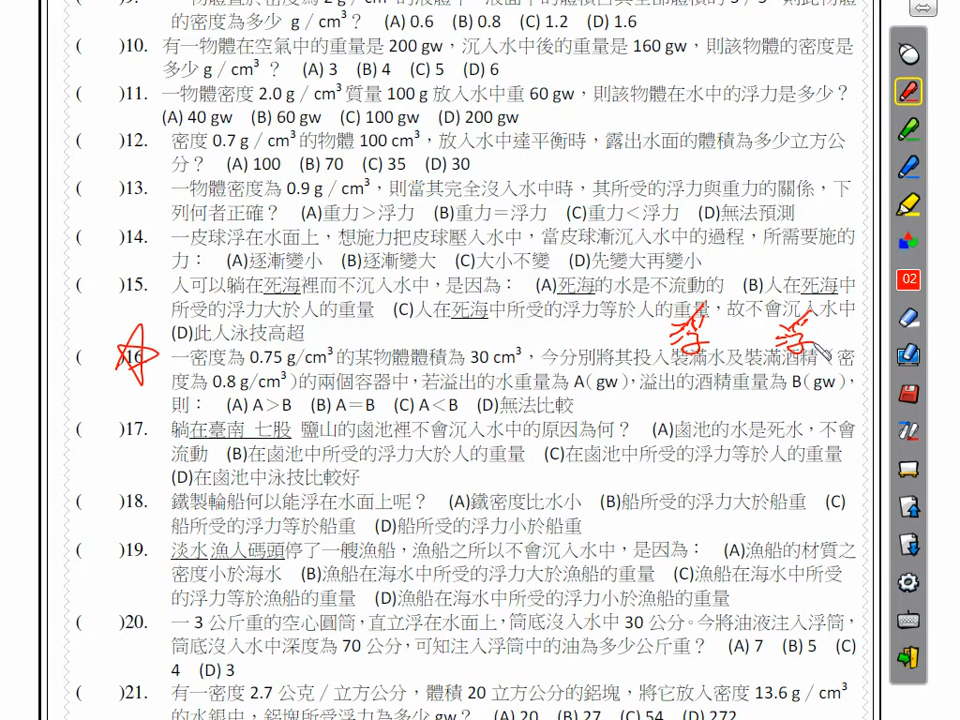 的密度為多少 g／cm³？ (A) 0.6 (B) 0.8 (C) 1.2 (D) 1.6
( )10. 有一物體在空氣中的重量是 200 gw，沉入水中後的重量是 160 gw，則該物體的密度是
多少 g／cm³ ？ (A) 3 (B) 4 (C) 5 (D) 6
( )11. 一物體密度 2.0 g／cm³ 質量 100 g 放入水中重 60 gw，則該物體在水中的浮力是多少？
(A) 40 gw (B) 60 gw (C) 100 gw (D) 200 gw
( )12. 密度 0.7 g／cm³ 的物體 100 cm³，放入水中達平衡時，露出水面的體積為多少立方公
分？ (A) 100 (B) 70 (C) 35 (D) 30
( )13. 一物體密度為 0.9 g／cm³，則當其完全沒入水中時，其所受的浮力與重力的關係，下
列何者正確？ (A)重力＞浮力 (B)重力＝浮力 (C)重力＜浮力 (D)無法預測
( )14. 一皮球浮在水面上，想施力把皮球壓入水中，當皮球漸沉入水中的過程，所需要施的
力： (A)逐漸變小 (B)逐漸變大 (C)大小不變 (D)先變大再變小
( )15. 人可以躺在死海裡而不沉入水中，是因為： (A)死海的水是不流動的 (B)人在死海中
所受的浮力大於人的重量 (C)人在死海中所受的浮力等於人的重量，故不會沉入水中
(D)此人泳技高超
浮 浮
( )16. 一密度為 0.75 g/cm³ 的某物體體積為 30 cm³，今分別將其投入裝滿水及裝滿酒精（密
度為 0.8 g/cm³）的兩個容器中，若溢出的水重量為 A（gw），溢出的酒精重量為 B（gw），
則： (A) A＞B (B) A＝B (C) A＜B (D)無法比較
( )17. 躺在臺南 七股 鹽山的鹵池裡不會沉入水中的原因為何？ (A)鹵池的水是死水，不會
流動 (B)在鹵池中所受的浮力大於人的重量 (C)在鹵池中所受的浮力等於人的重量
(D)在鹵池中泳技比較好
( )18. 鐵製輪船何以能浮在水面上呢？ (A)鐵密度比水小 (B)船所受的浮力大於船重 (C)
船所受的浮力等於船重 (D)船所受的浮力小於船重
( )19. 淡水漁人碼頭停了一艘漁船，漁船之所以不會沉入水中，是因為： (A)漁船的材質之
密度小於海水 (B)漁船在海水中所受的浮力大於漁船的重量 (C)漁船在海水中所受
的浮力等於漁船的重量 (D)漁船在海水中所受的浮力小於漁船的重量
( )20. 一 3 公斤重的空心圓筒，直立浮在水面上，筒底沒入水中 30 公分。今將油液注入浮筒，
筒底沒入水中深度為 70 公分，可知注入浮筒中的油為多少公斤重？ (A) 7 (B) 5 (C)
4 (D) 3
( )21. 有一密度 2.7 公克／立方公分，體積 20 立方公分的鋁塊，將它放入密度 13.6 g／cm³
的水銀中，鋁塊所受浮力為多少 gw？ (A) 20 (B) 27 (C) 54 (D) 272
02